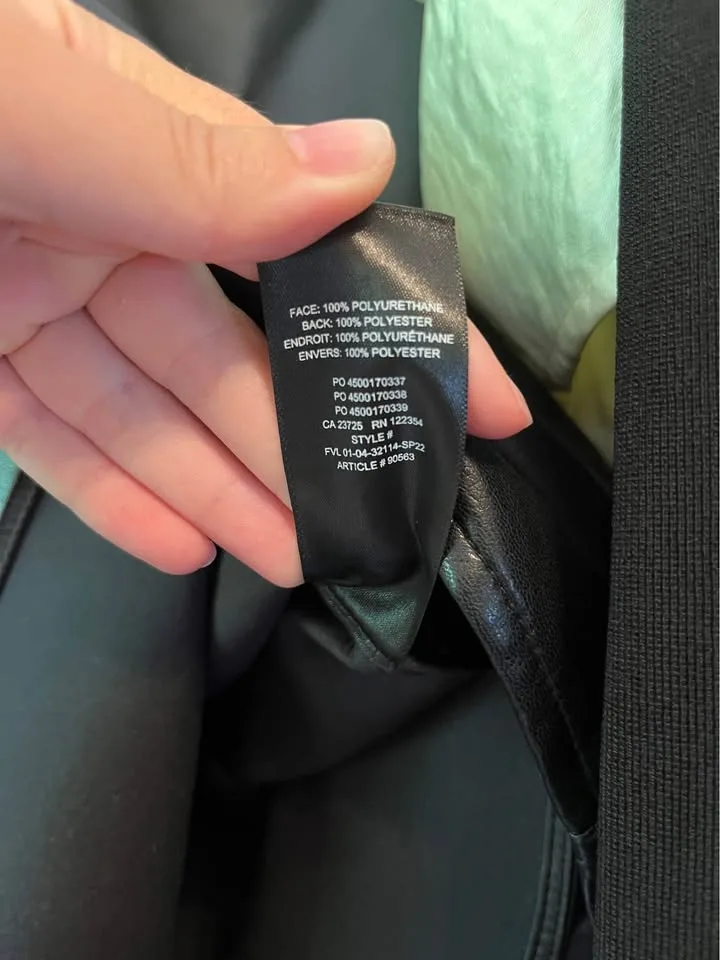 FACE: 100% POLYURETHANE
BACK: 100% POLYESTER
ENDROIT: 100% POLYURÉTHANE
ENVERS: 100% POLYESTER
PO 4500170337
PO 4500170338
PO 4500170339
CA 23725 RN 122354
STYLE #
FVL 01-04-32114-SP22
ARTICLE # 90563